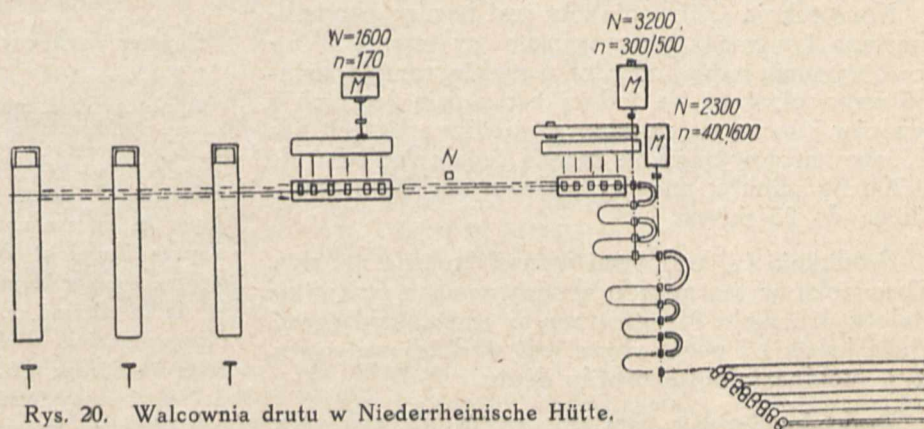 N=3200
n=300/500
W=1600
n=170
M
M
N=2300
n=400/600
M
N
Rys. 20. Walcownia drutu w Niederrheinische Hütte.